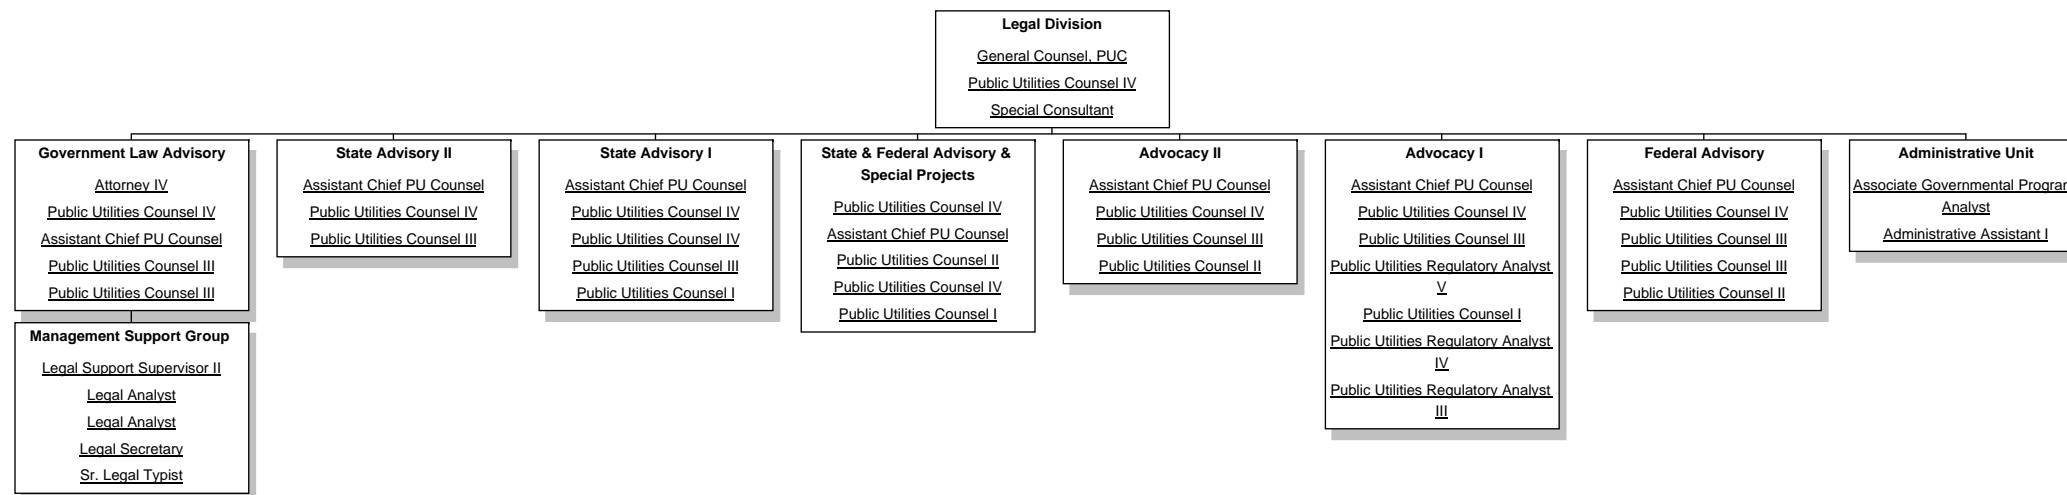 Legal Division
General Counsel, PUC
Public Utilities Counsel IV
Special Consultant
Government Law Advisory
Attorney IV
Public Utilities Counsel IV
Assistant Chief PU Counsel
Public Utilities Counsel III
Public Utilities Counsel III
Management Support Group
Legal Support Supervisor II
Legal Analyst
Legal Analyst
Legal Secretary
Sr. Legal Typist
State Advisory II
Assistant Chief PU Counsel
Public Utilities Counsel IV
Public Utilities Counsel III
State Advisory I
Assistant Chief PU Counsel
Public Utilities Counsel IV
Public Utilities Counsel IV
Public Utilities Counsel III
Public Utilities Counsel I
State & Federal Advisory &
Special Projects
Public Utilities Counsel IV
Assistant Chief PU Counsel
Public Utilities Counsel II
Public Utilities Counsel IV
Public Utilities Counsel I
Advocacy II
Assistant Chief PU Counsel
Public Utilities Counsel IV
Public Utilities Counsel III
Public Utilities Counsel II
Advocacy I
Assistant Chief PU Counsel
Public Utilities Counsel IV
Public Utilities Counsel III
Public Utilities Regulatory Analyst
V
Public Utilities Counsel I
Public Utilities Regulatory Analyst
IV
Public Utilities Regulatory Analyst
III
Federal Advisory
Assistant Chief PU Counsel
Public Utilities Counsel IV
Public Utilities Counsel III
Public Utilities Counsel III
Public Utilities Counsel II
Administrative Unit
Associate Governmental Program
Analyst
Administrative Assistant I